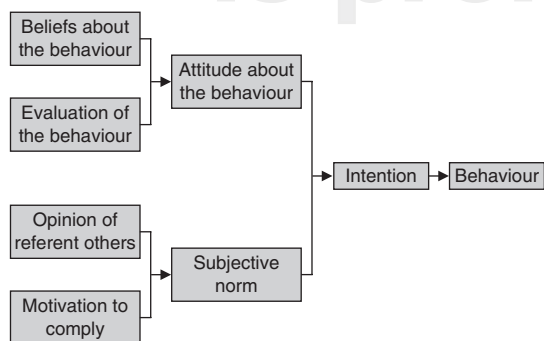 Beliefs about
the behaviour
Evaluation of
the behaviour
Attitude about
the behaviour
Opinion of
referent others
Motivation to
comply
Subjective
norm
Intention
Behaviour